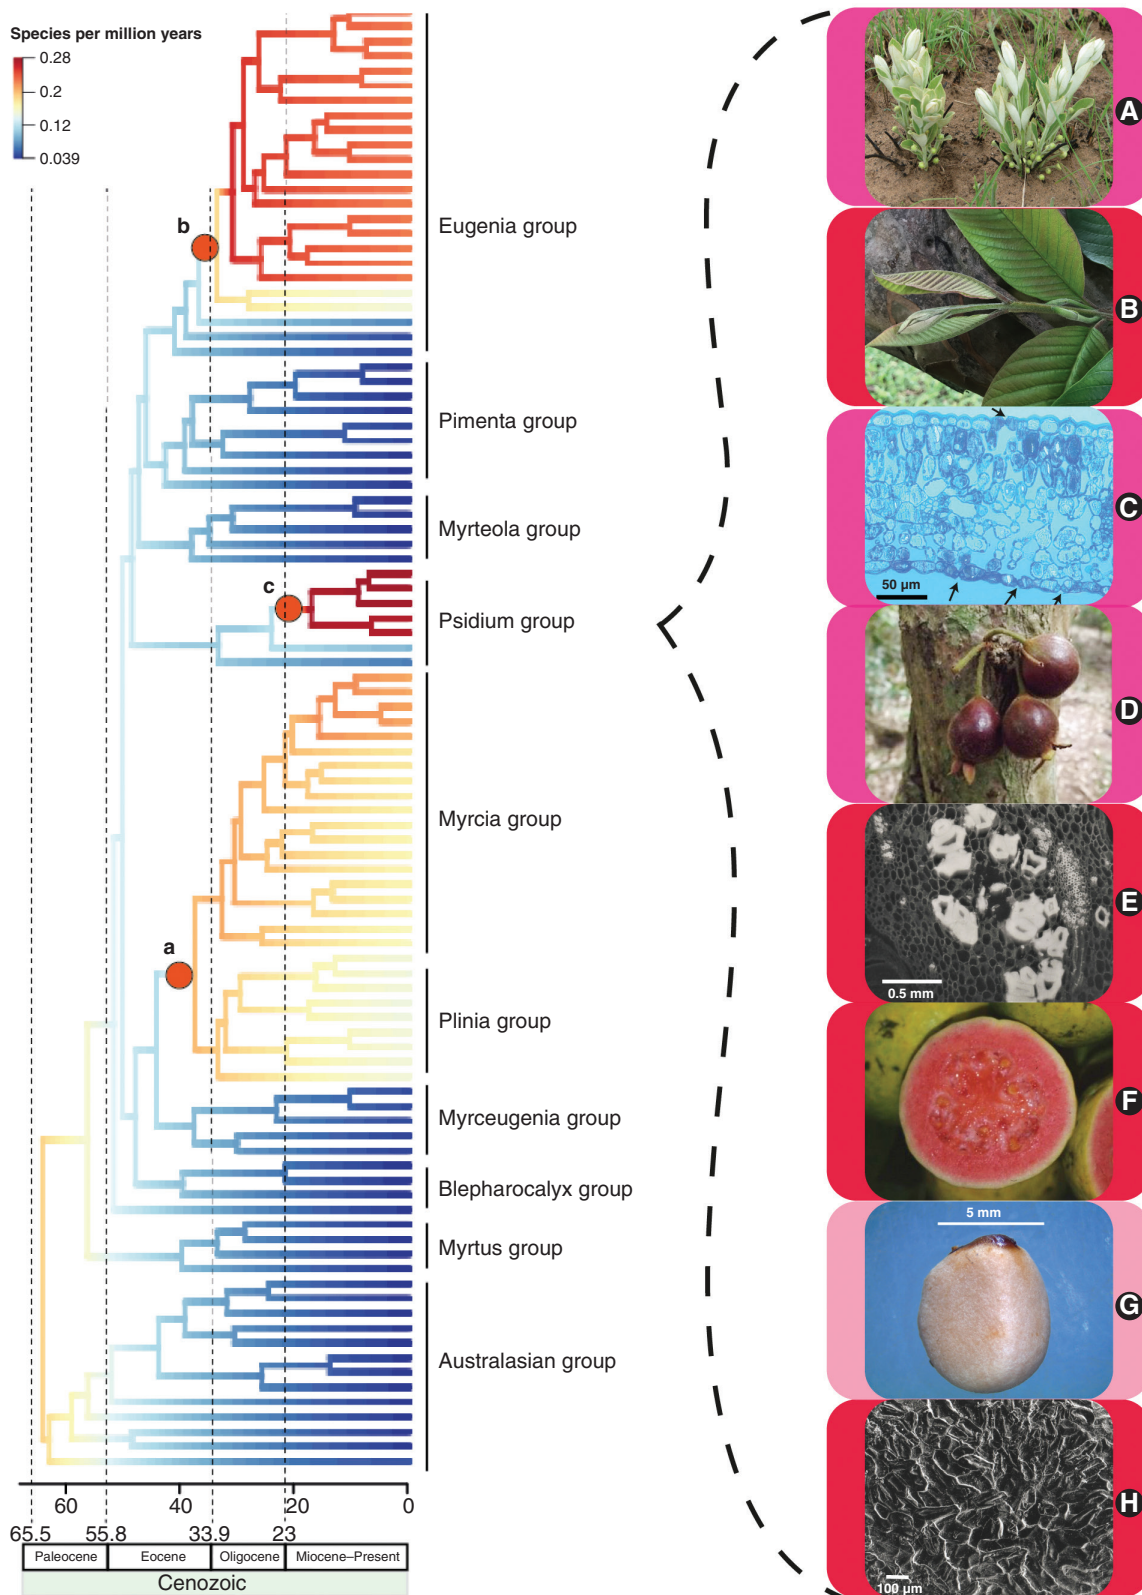 Species per million years
0.28
0.2
0.12
0.039
b
Eugenia group
Pimenta group
Myrteola group
c
Psidium group
Myrcia group
a
Plinia group
Myrceugenia group
Blepharocalyx group
Myrtus group
Australasian group
60
40
20
0
65.5
55.8
33.9
23
Paleocene
Eocene
Oligocene
Miocene–Present
Cenozoic
A
B
C
50 µm
D
E
0.5 mm
F
5 mm
G
H
100 µm